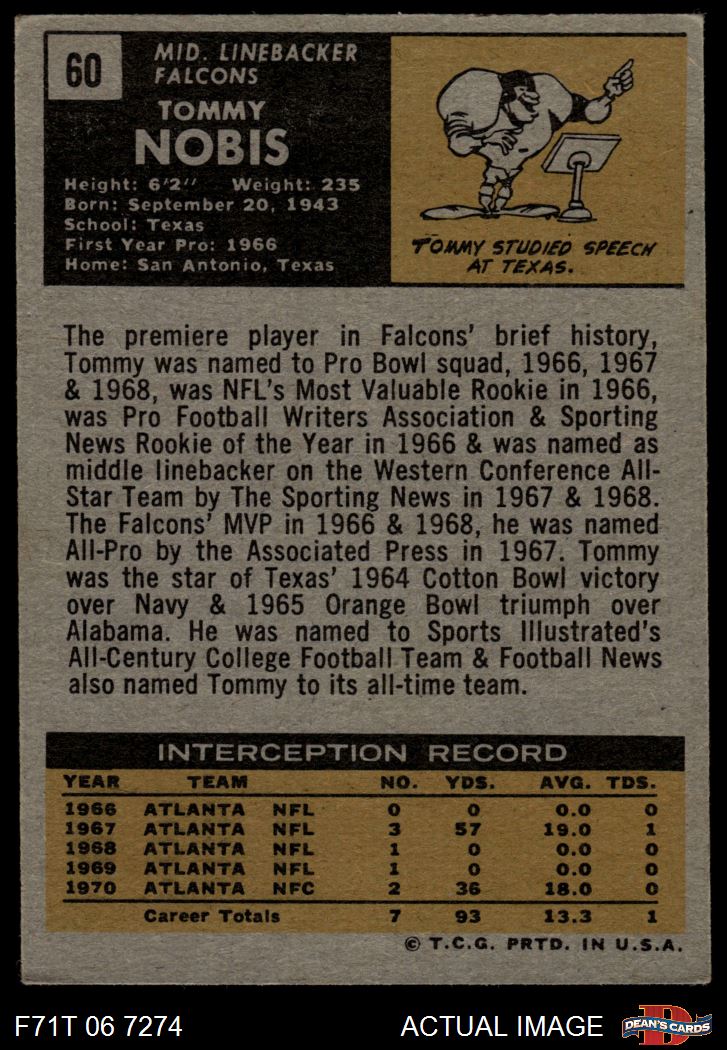 60
MID. LINEBACKER
FALCONS
TOMMY
NOBIS
Height: 6'2" Weight: 235
Born: September 20, 1943
School: Texas
First Year Pro: 1966
Home: San Antonio, Texas
TOMMY STUDIED SPEECH
AT TEXAS.
The premiere player in Falcons' brief history,
Tommy was named to Pro Bowl squad, 1966, 1967
& 1968, was NFL's Most Valuable Rookie in 1966,
was Pro Football Writers Association & Sporting
News Rookie of the Year in 1966 & was named as
middle linebacker on the Western Conference All-
Star Team by The Sporting News in 1967 & 1968.
The Falcons' MVP in 1966 & 1968, he was named
All-Pro by the Associated Press in 1967. Tommy
was the star of Texas' 1964 Cotton Bowl victory
over Navy & 1965 Orange Bowl triumph over
Alabama. He was named to Sports Illustrated's
All-Century College Football Team & Football News
also named Tommy to its all-time team.
INTERCEPTION RECORD
YEAR TEAM NO. YDS. AVG. TDS.
1966 ATLANTA NFL 0 0 0.0 0
1967 ATLANTA NFL 3 57 19.0 1
1968 ATLANTA NFL 1 0 0.0 0
1969 ATLANTA NFL 1 0 0.0 0
1970 ATLANTA NFC 2 36 18.0 0
Career Totals 7 93 13.3 1
© T.C.G. PRTD. IN U.S.A.
F71T 06 7274 ACTUAL IMAGE
D
DEAN'S CARDS